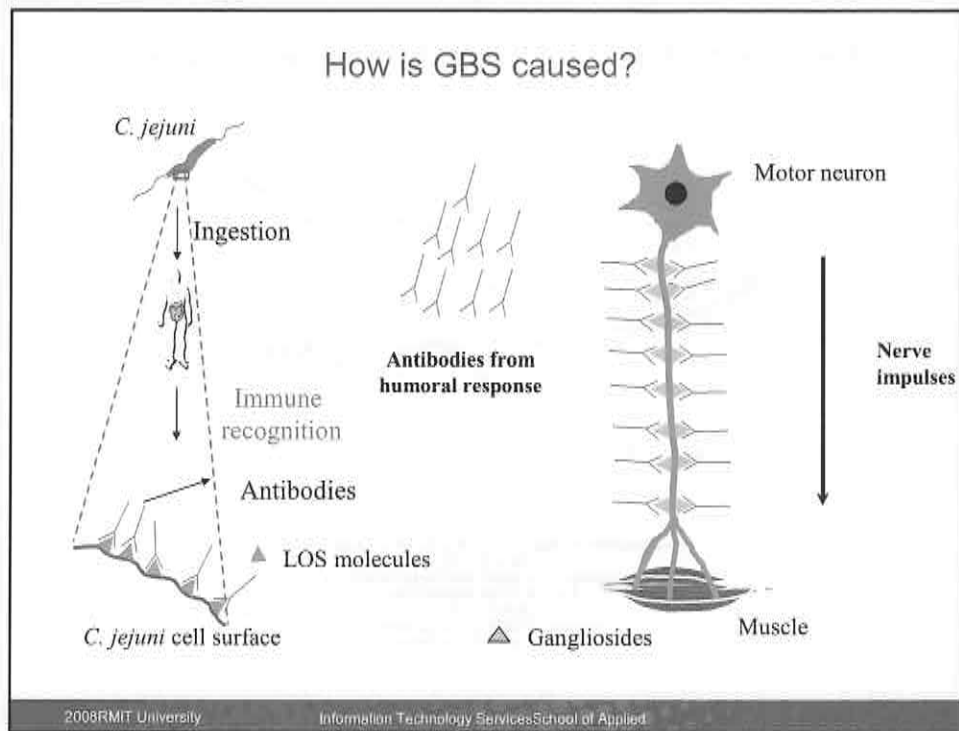 How is GBS caused?
C. jejuni
Ingestion
Immune
recognition
Antibodies
LOS molecules
C. jejuni cell surface
Antibodies from
humoral response
Motor neuron
Nerve
impulses
Muscle
Gangliosides
2008RMIT University
Information Technology ServicesSchool of Applied